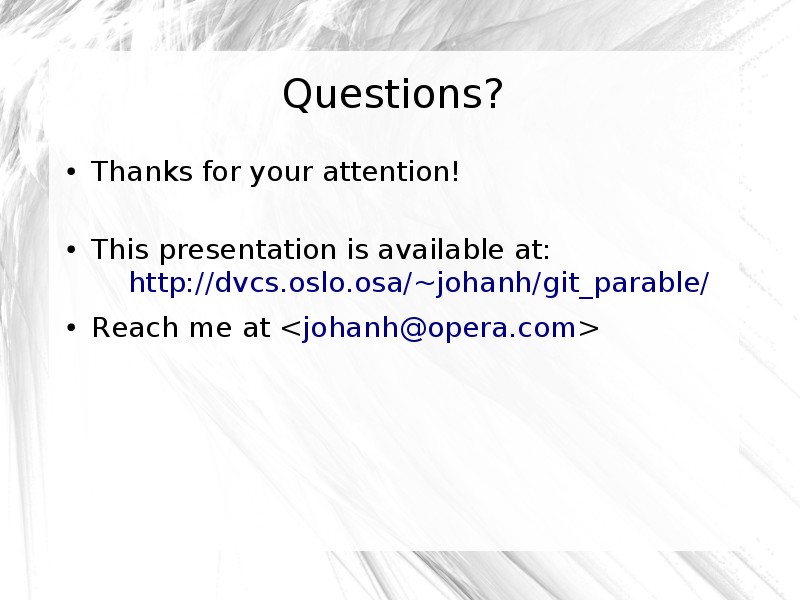 Questions?
• Thanks for your attention!
• This presentation is available at:
http://dvcs.oslo.osa/~johanh/git_parable/
• Reach me at <johanh@opera.com>